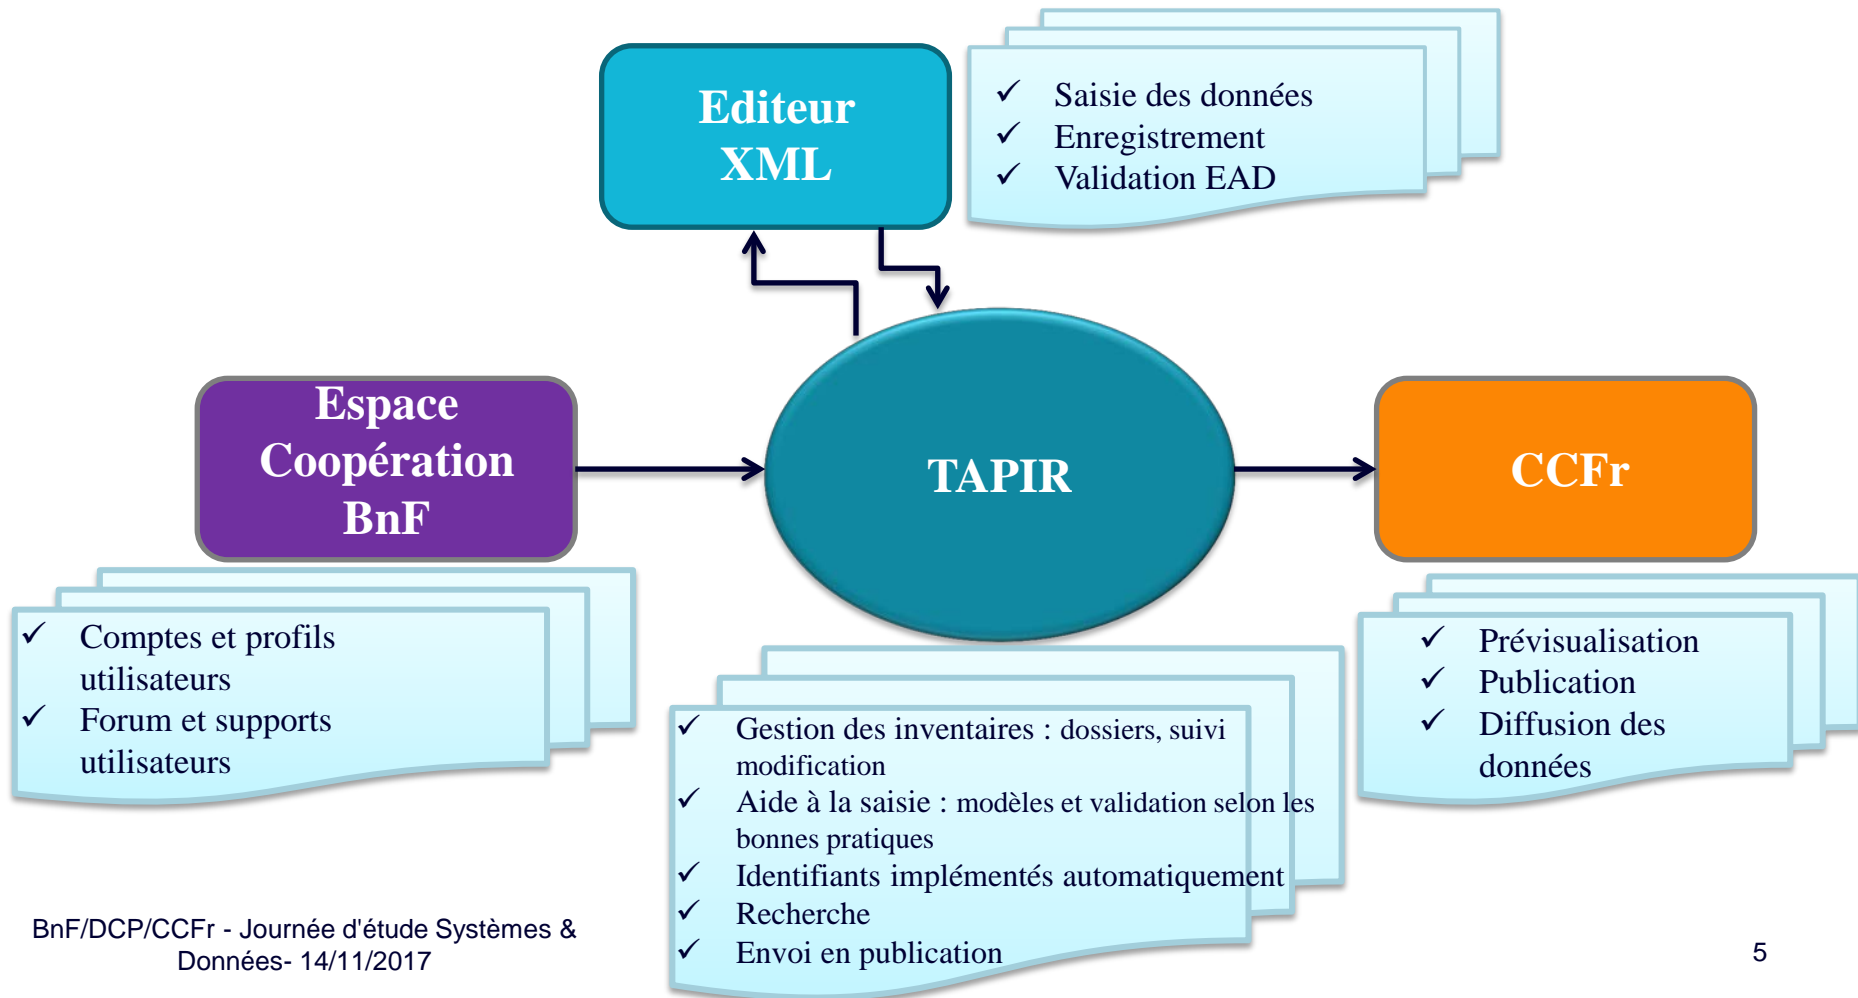 Editeur
XML
✓ Saisie des données
✓ Enregistrement
✓ Validation EAD
Espace
Coopération
BnF
TAPIR
CCFr
✓ Comptes et profils
utilisateurs
✓ Forum et supports
utilisateurs
✓ Gestion des inventaires : dossiers, suivi
modification
✓ Aide à la saisie : modèles et validation selon les
bonnes pratiques
✓ Identifiants implémentés automatiquement
✓ Recherche
✓ Envoi en publication
✓ Prévisualisation
✓ Publication
✓ Diffusion des
données
BnF/DCP/CCFr - Journée d'étude Systèmes &
Données- 14/11/2017
5